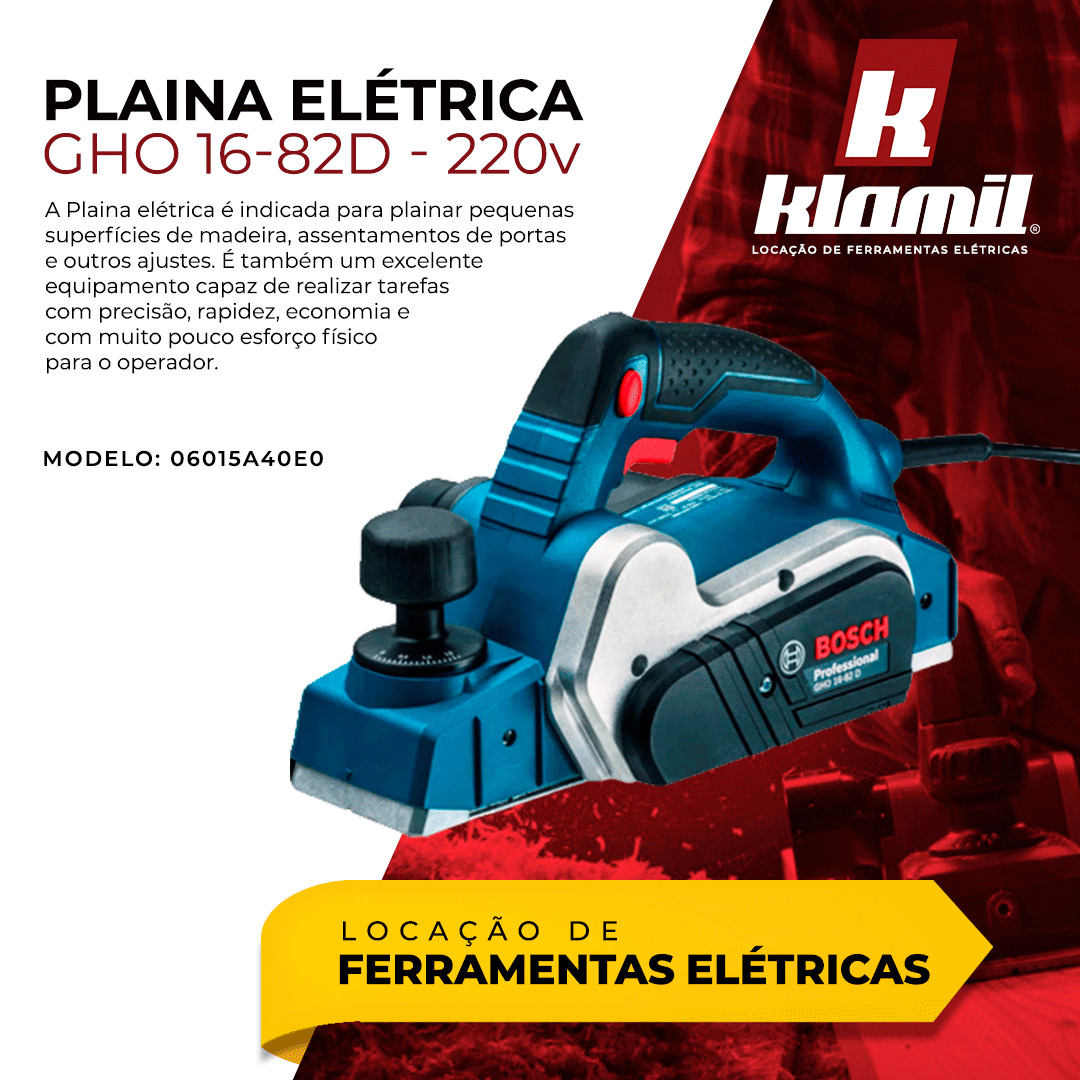 PLAINA ELÉTRICA
GHO 16-82D - 220v
A Plaina elétrica é indicada para plainar pequenas
superfícies de madeira, assentamentos de portas
e outros ajustes. É também um excelente
equipamento capaz de realizar tarefas
com precisão, rapidez, economia e
com muito pouco esforço físico
para o operador.
MODELO: 06015A40E0
k
klamil®
LOCAÇÃO DE FERRAMENTAS ELÉTRICAS
BOSCH
Professional
GHO 16-82 D
LOCAÇÃO DE
FERRAMENTAS ELÉTRICAS